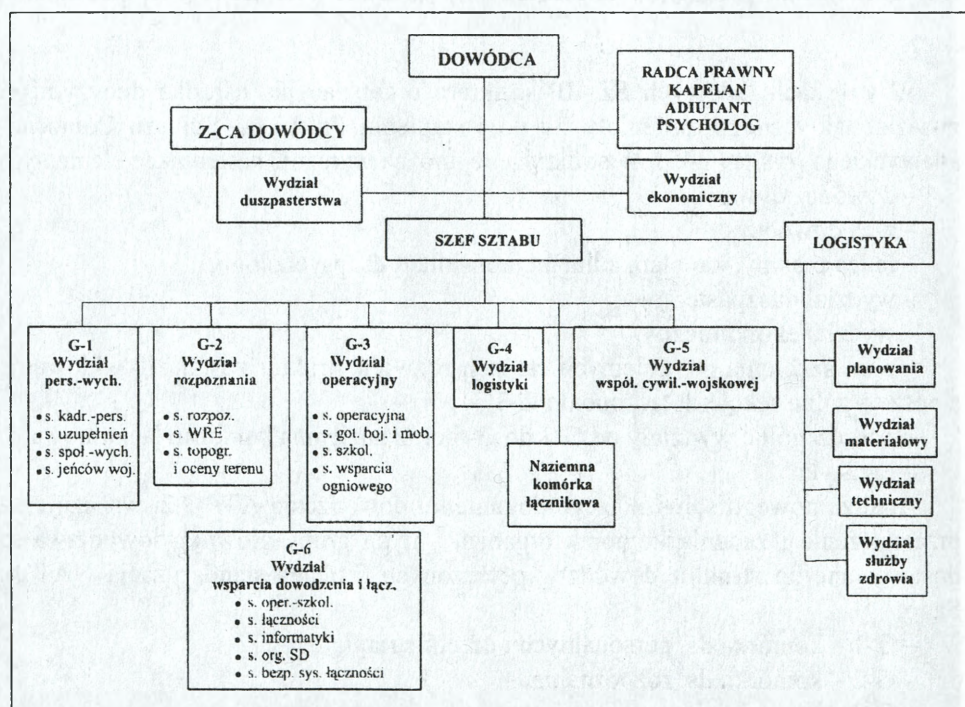 DOWÓDCA
RADCA PRAWNY
KAPELAN
ADIUTANT
PSYCHOLOG
Z-CA DOWÓDCY
Wydział
duszpasterstwa
Wydział
ekonomiczny
SZEF SZTABU
LOGISTYKA
G-1
Wydział
pers.-wych.
• s. kadr.-pers.
• s. uzupełnień
• s. społ.-wych.
• s. jeńców woj.
G-2
Wydział
rozpoznania
• s. rozpoz.
• s. WRE
• s. topogr.
i oceny terenu
G-3
Wydział
operacyjny
• s. operacyjna
• s. got. boj. i mob.
• s. szkol.
• s. wsparcia
ogniowego
G-4
Wydział
logistyki
G-5
Wydział
współ. cywil.-wojskowej
Naziemna
komórka
łącznikowa
Wydział
planowania
Wydział
materiałowy
Wydział
techniczny
Wydział
służby
zdrowia
G-6
Wydział
wsparcia dowodzenia i łącz.
• s. oper.-szkol.
• s. łączności
• s. informatyki
• s. org. SD
• s. bezp. sys. łączności